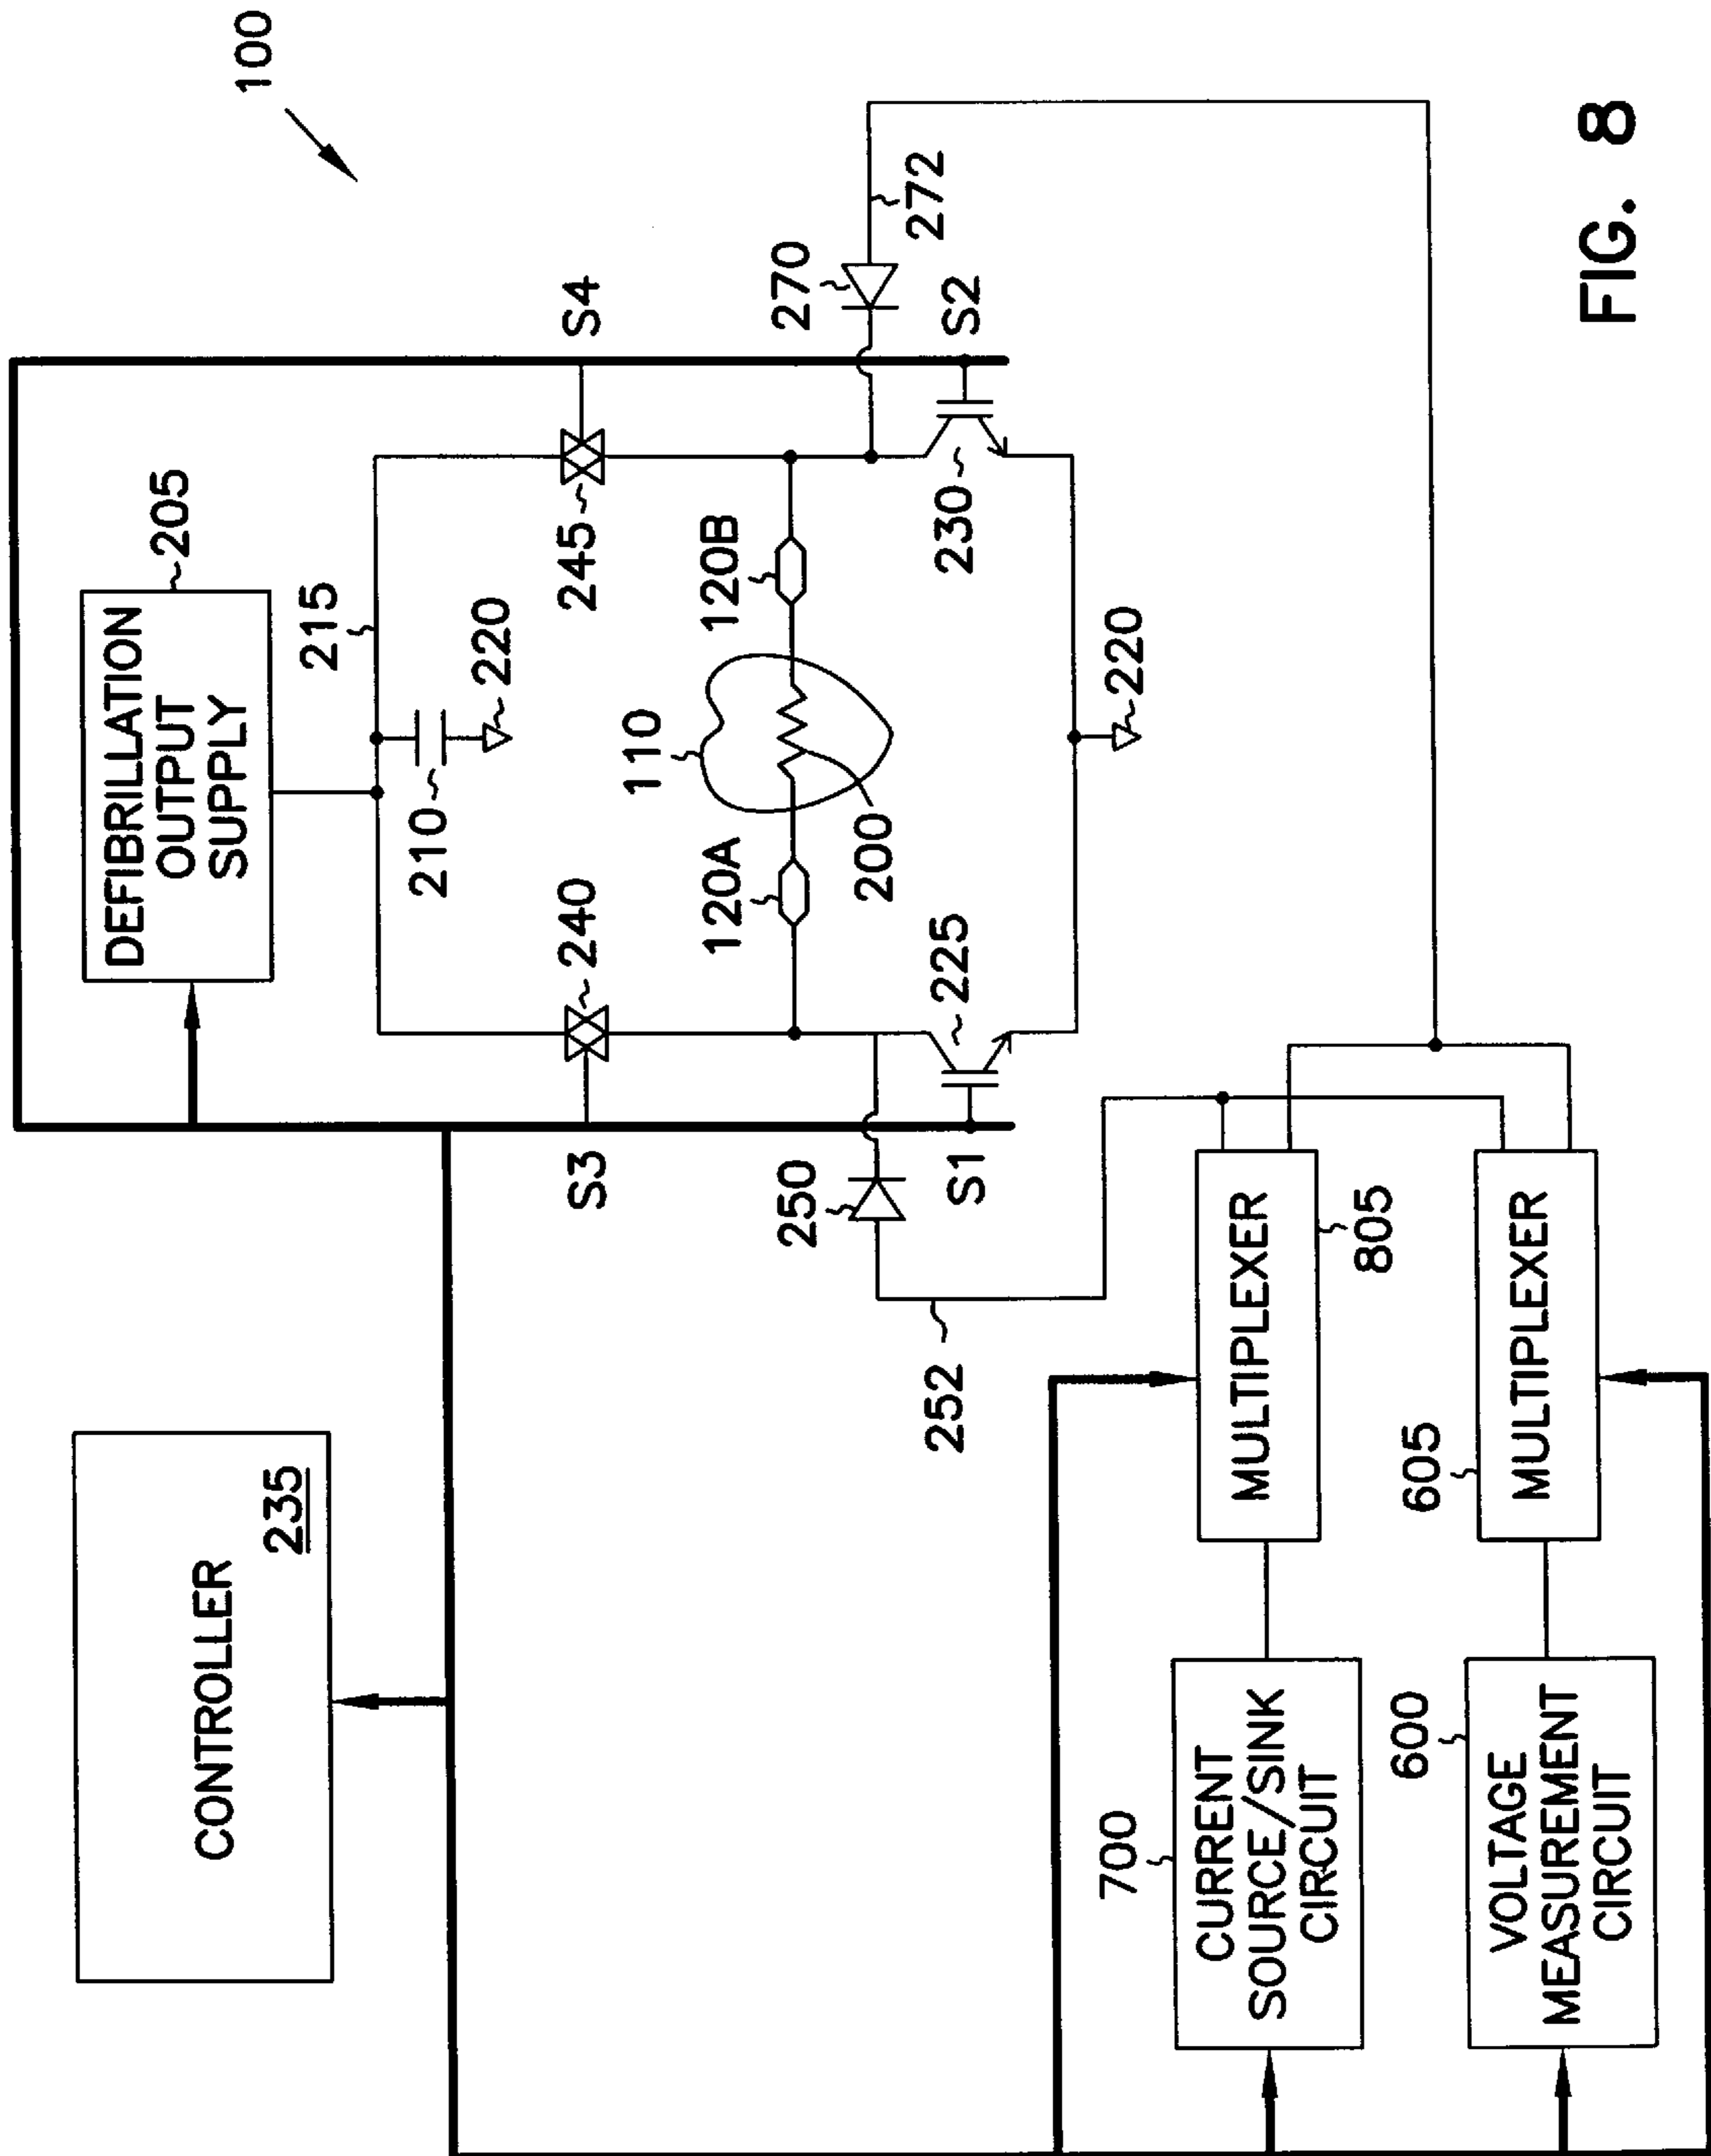 100
DEFIBRILLATION
OUTPUT
SUPPLY
205
215
210
220
S3
240
S4
245
110
120A
120B
200
250
S1
225
230
S2
270
272
252
220
CONTROLLER
235
MULTIPLEXER
805
605
MULTIPLEXER
700
CURRENT
SOURCE/SINK
CIRCUIT
600
VOLTAGE
MEASUREMENT
CIRCUIT
FIG. 8